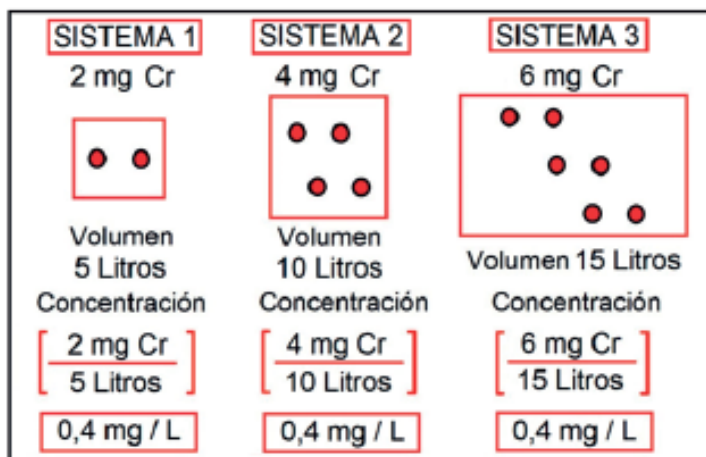 SISTEMA 1
2 mg Cr
Volumen
5 Litros
Concentración
2 mg Cr
5 Litros
0,4 mg / L
SISTEMA 2
4 mg Cr
Volumen
10 Litros
Concentración
4 mg Cr
10 Litros
0,4 mg / L
SISTEMA 3
6 mg Cr
Volumen 15 Litros
Concentración
6 mg Cr
15 Litros
0,4 mg / L